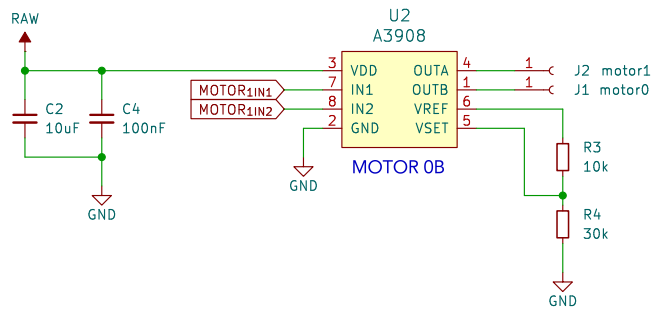 RAW
U2
A3908
3 VDD OUTA 4 1 J2 motor1
MOTOR1IN1 7 IN1 OUTB 1 1 J1 motor0
MOTOR1IN2 8 IN2 VREF 6
2 GND VSET 5
C2
10uF
C4
100nF
MOTOR 0B
R3
10k
GND
GND
R4
30k
GND